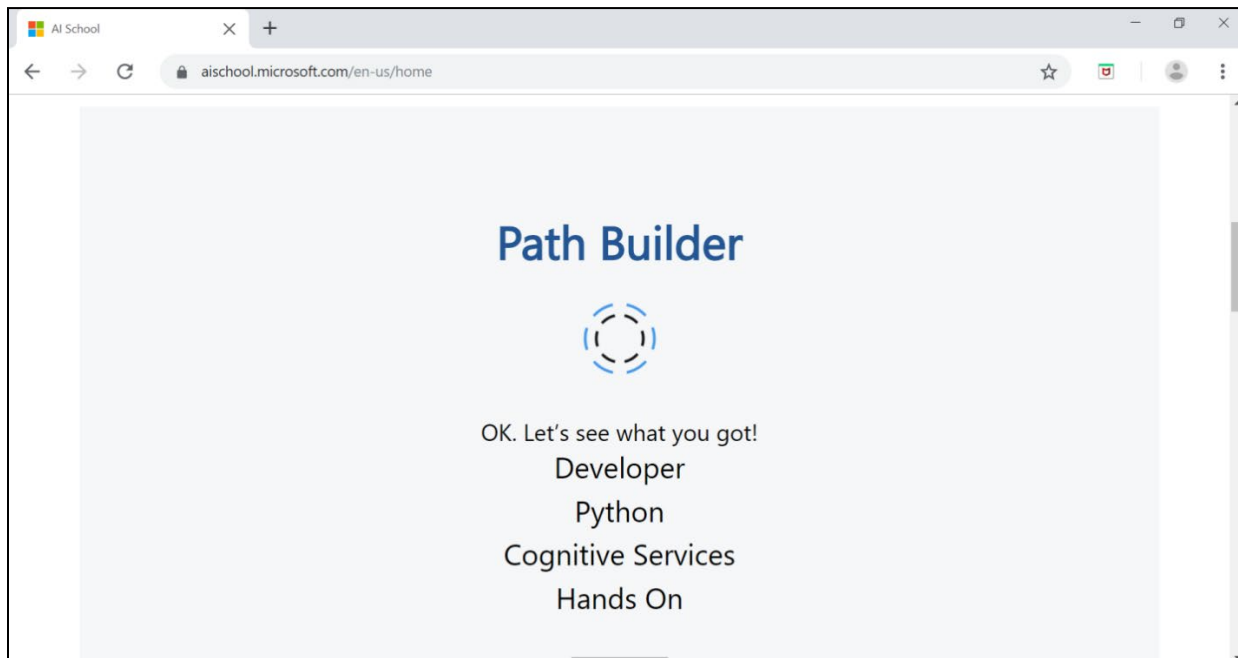 AI School
aischool.microsoft.com/en-us/home
Path Builder
OK. Let's see what you got!
Developer
Python
Cognitive Services
Hands On